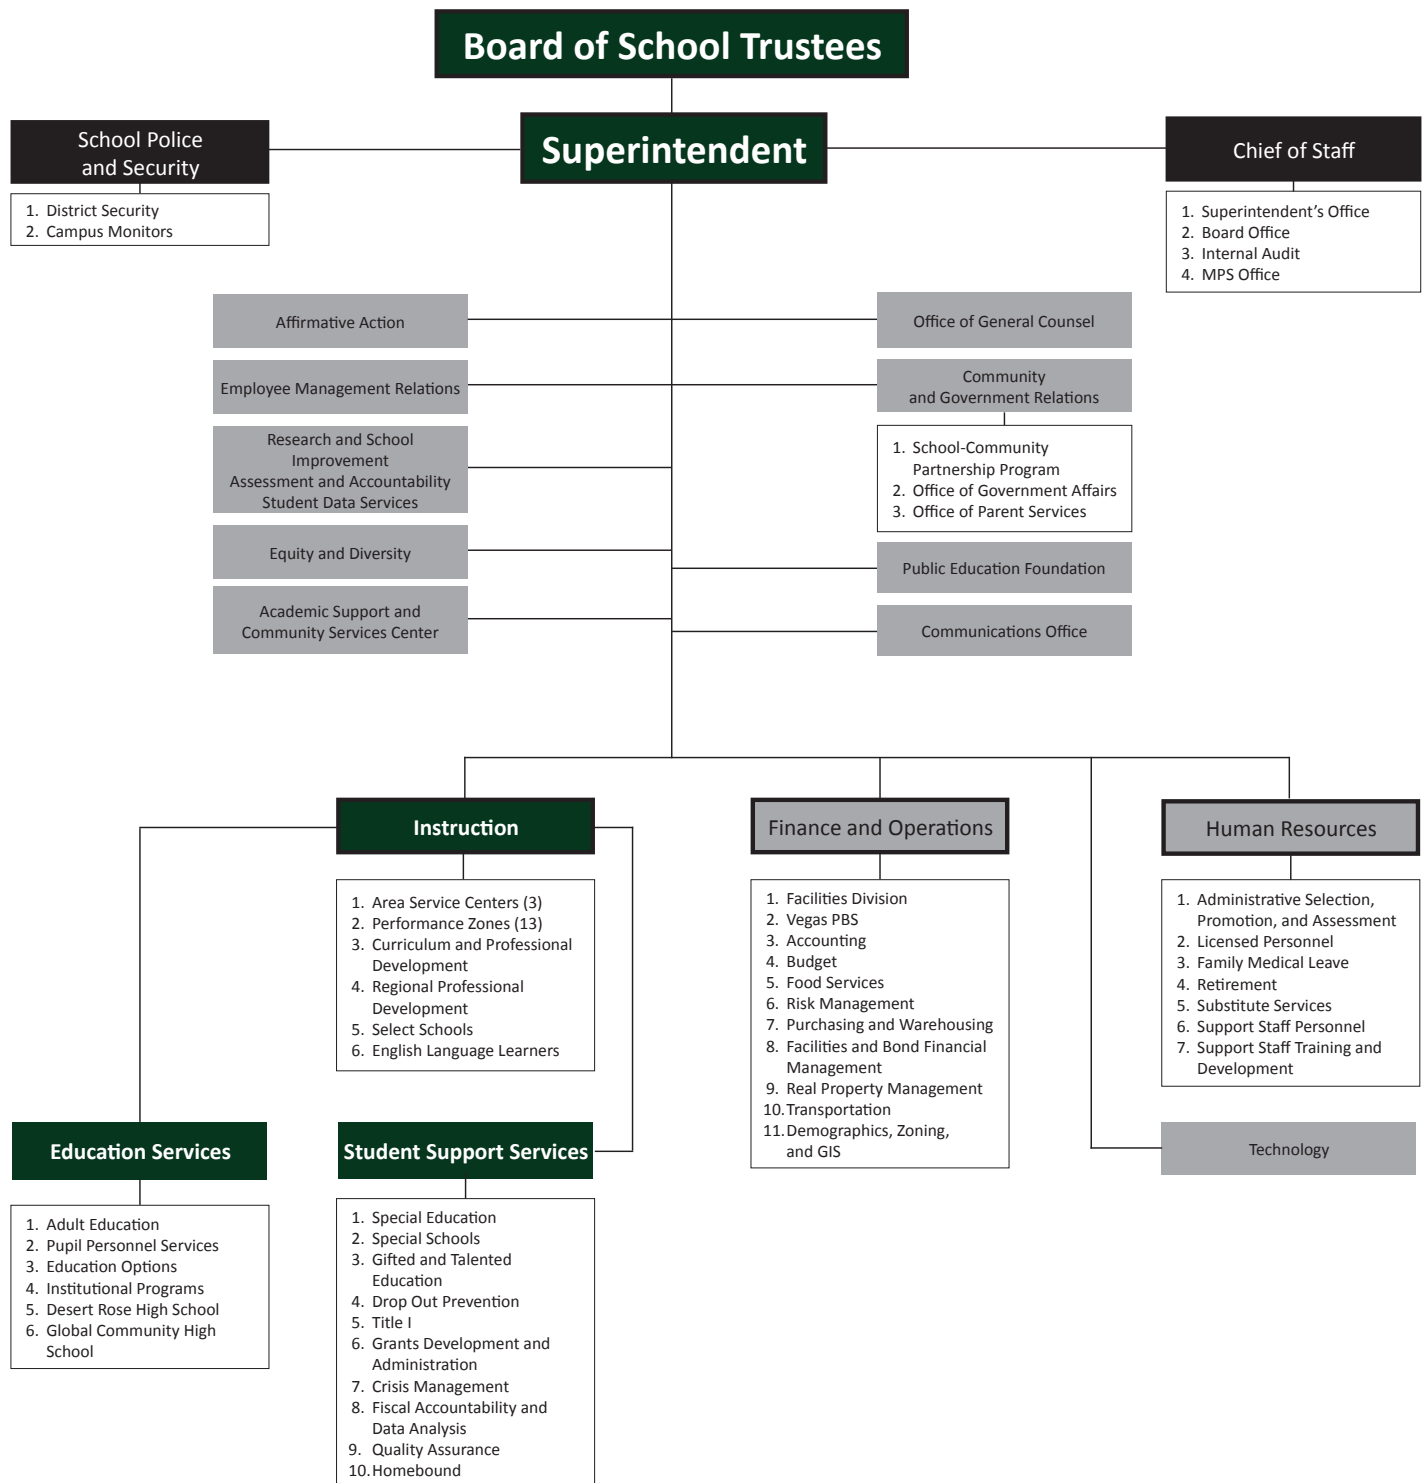 Board of School Trustees
School Police
and Security
Superintendent
Chief of Staff
1. District Security
2. Campus Monitors
1. Superintendent's Office
2. Board Office
3. Internal Audit
4. MPS Office
Affirmative Action
Office of General Counsel
Employee Management Relations
Community
and Government Relations
Research and School
Improvement
Assessment and Accountability
Student Data Services
1. School-Community
Partnership Program
2. Office of Government Affairs
3. Office of Parent Services
Equity and Diversity
Public Education Foundation
Academic Support and
Community Services Center
Communications Office
Instruction
Finance and Operations
Human Resources
1. Area Service Centers (3)
2. Performance Zones (13)
3. Curriculum and Professional
Development
4. Regional Professional
Development
5. Select Schools
6. English Language Learners
1. Facilities Division
2. Vegas PBS
3. Accounting
4. Budget
5. Food Services
6. Risk Management
7. Purchasing and Warehousing
8. Facilities and Bond Financial
Management
9. Real Property Management
10. Transportation
11. Demographics, Zoning,
and GIS
1. Administrative Selection,
Promotion, and Assessment
2. Licensed Personnel
3. Family Medical Leave
4. Retirement
5. Substitute Services
6. Support Staff Personnel
7. Support Staff Training and
Development
Education Services
Student Support Services
Technology
1. Adult Education
2. Pupil Personnel Services
3. Education Options
4. Institutional Programs
5. Desert Rose High School
6. Global Community High
School
1. Special Education
2. Special Schools
3. Gifted and Talented
Education
4. Drop Out Prevention
5. Title I
6. Grants Development and
Administration
7. Crisis Management
8. Fiscal Accountability and
Data Analysis
9. Quality Assurance
10. Homebound